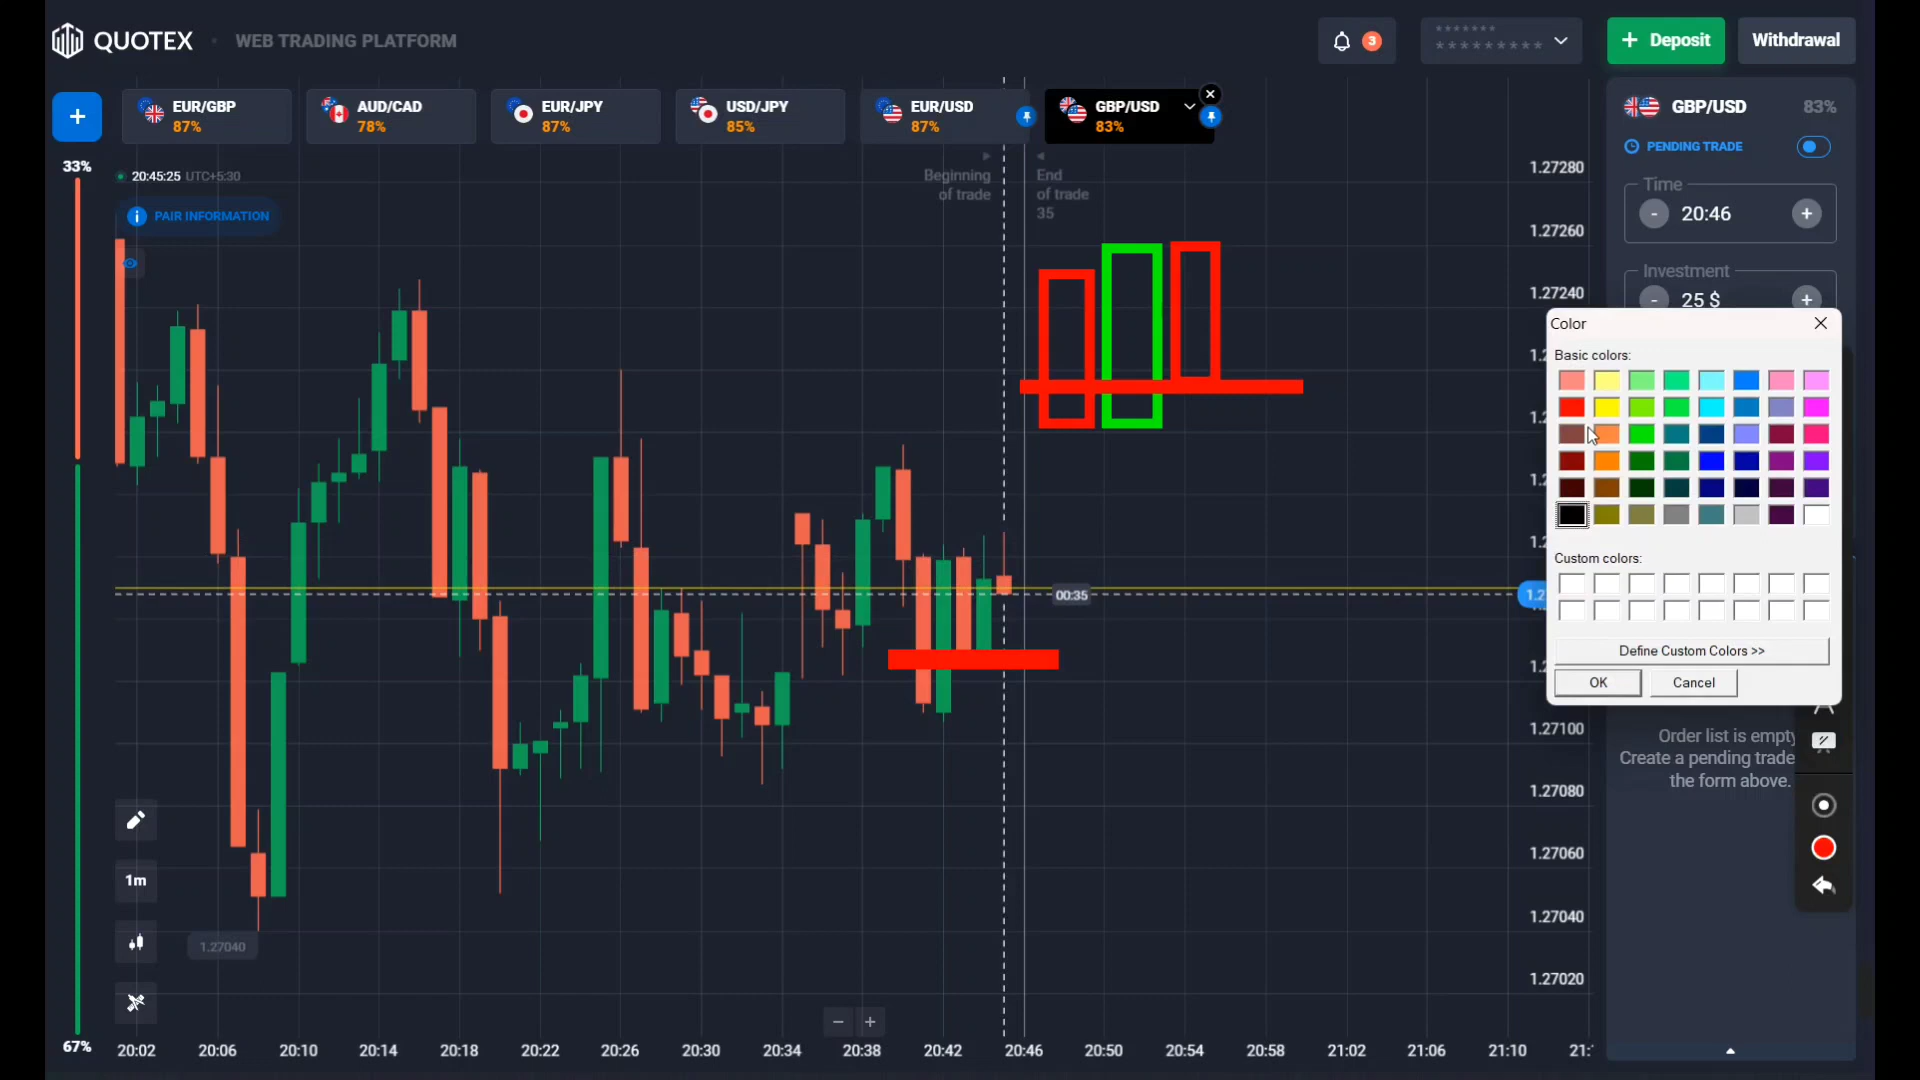 QUOTEX
WEB TRADING PLATFORM
3
*******
*********
+ Deposit
Withdrawal
+
EUR/GBP
87%
AUD/CAD
78%
EUR/JPY
87%
USD/JPY
85%
EUR/USD
87%
GBP/USD
83%
GBP/USD
83%
PENDING TRADE
Time
- 20:46 +
Investment
- 25 $ +
33%
20:45:25 UTC+5:30
PAIR INFORMATION
Beginning
of trade
End
of trade
35
1.27280
1.27260
1.27240
00:35
1.27100
1.27080
1.27060
1.27040
1.27020
Color
Basic colors:
Custom colors:
Define Custom Colors >>
OK
Cancel
Order list is empty
Create a pending trade
the form above.
1m
1.27040
67%
20:02
20:06
20:10
20:14
20:18
20:22
20:26
20:30
20:34
20:38
20:42
20:46
20:50
20:54
20:58
21:02
21:06
21:10